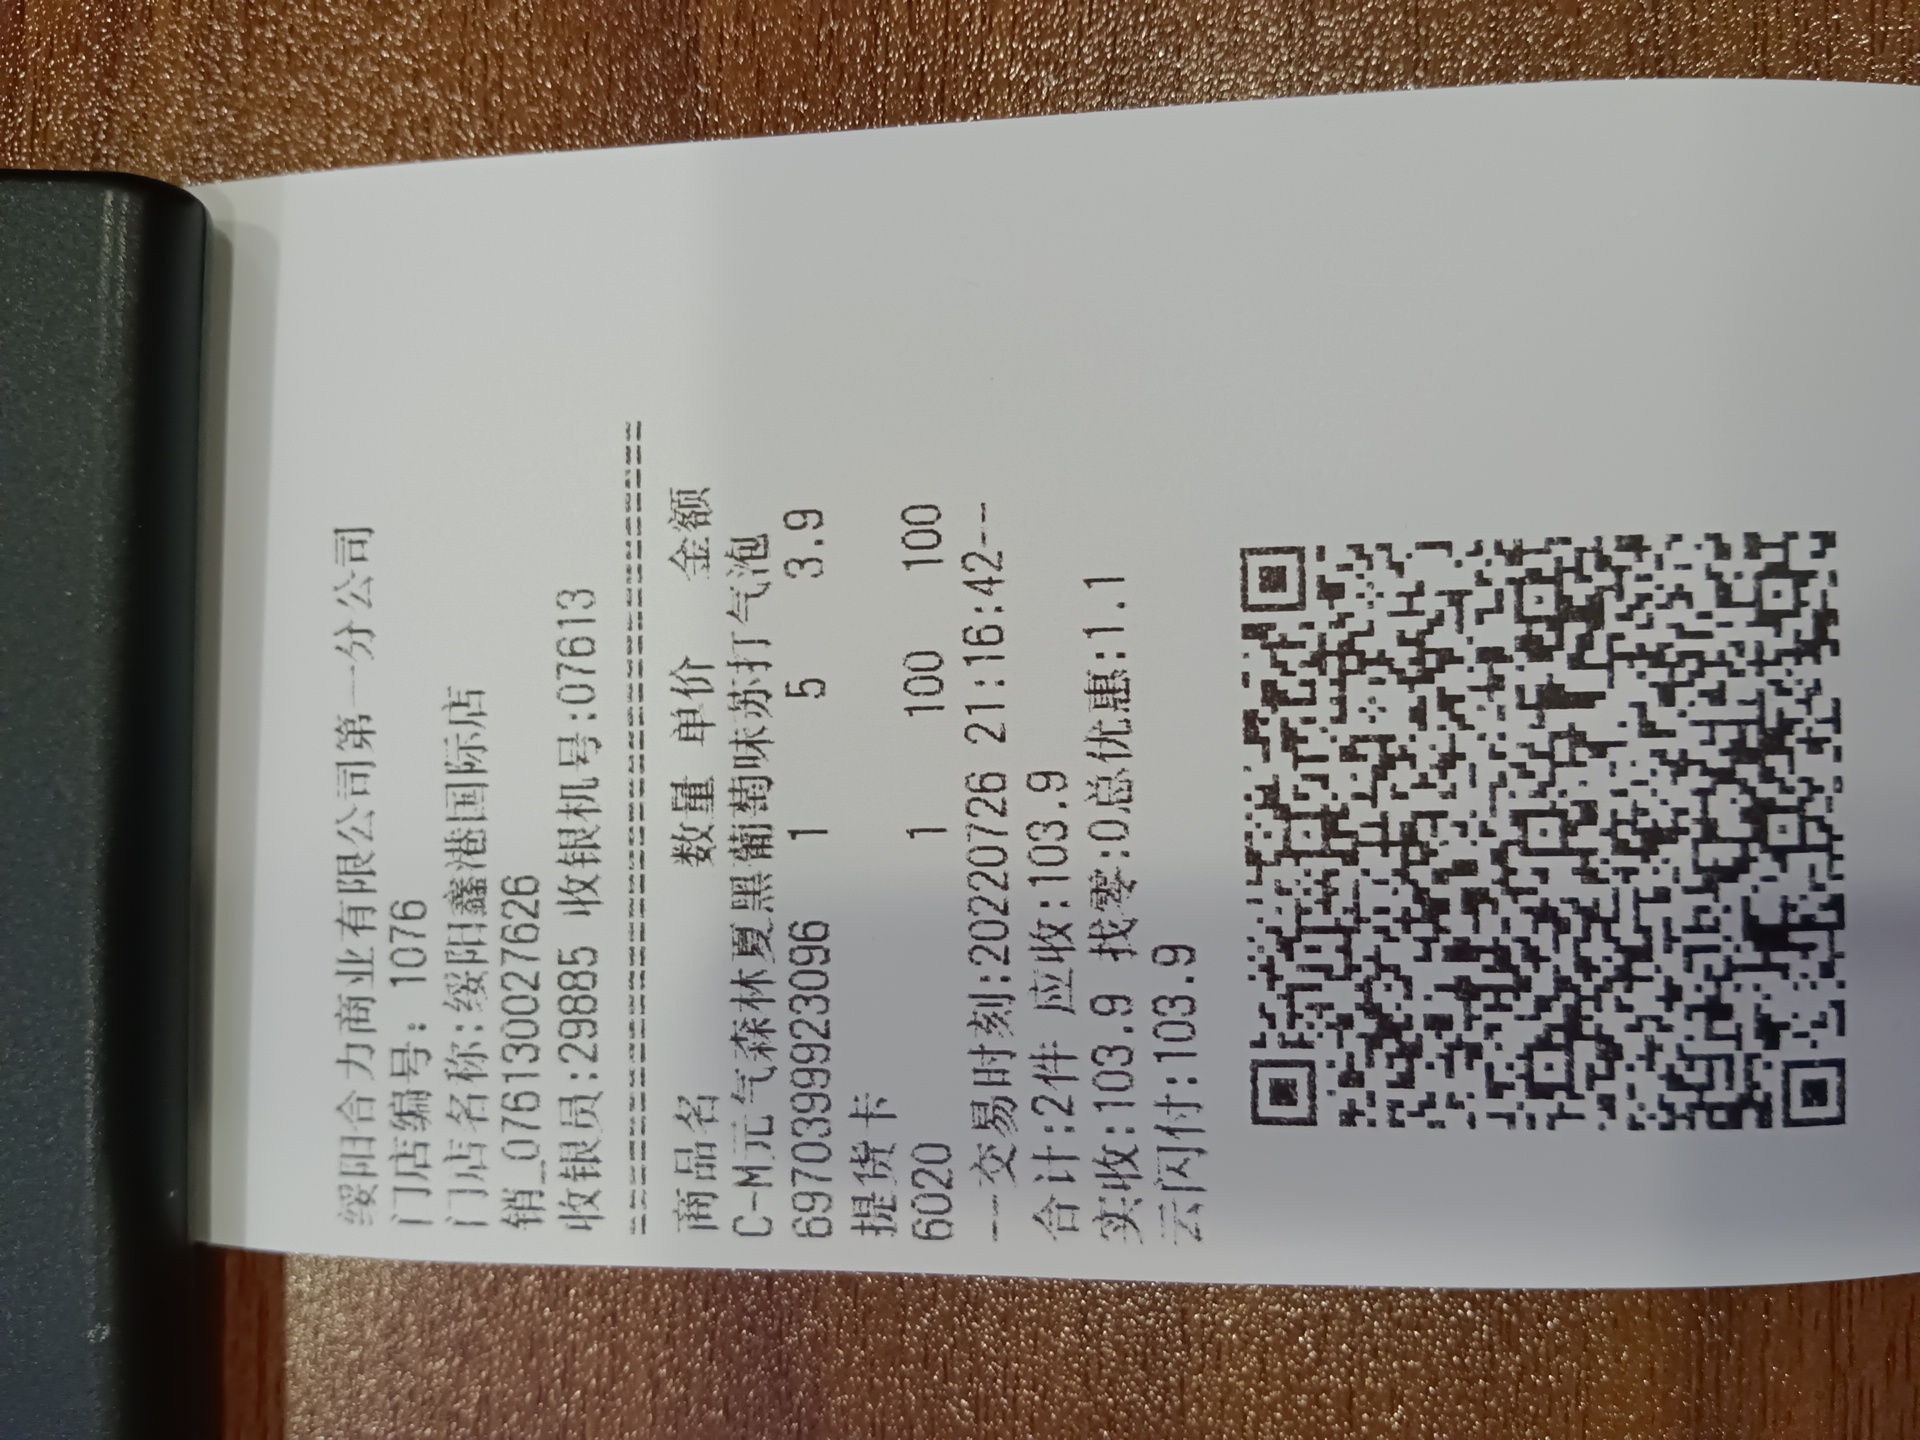 绥阳合力商业有限公司第一分公司
门店编号: 1076
门店名称:绥阳鑫港国际店
销_076130027626
收银员:29885 收银机号:07613
==============================
商品名 数量 单价 金额
C-M元气森林夏黑葡萄味苏打气泡
6970399923096 1 5 3.9
提货卡
6020 1 100 100
--交易时刻:20220726 21:16:42--
合计:2件 应收:103.9
实收:103.9 找零:0总优惠:1.1
云闪付:103.9